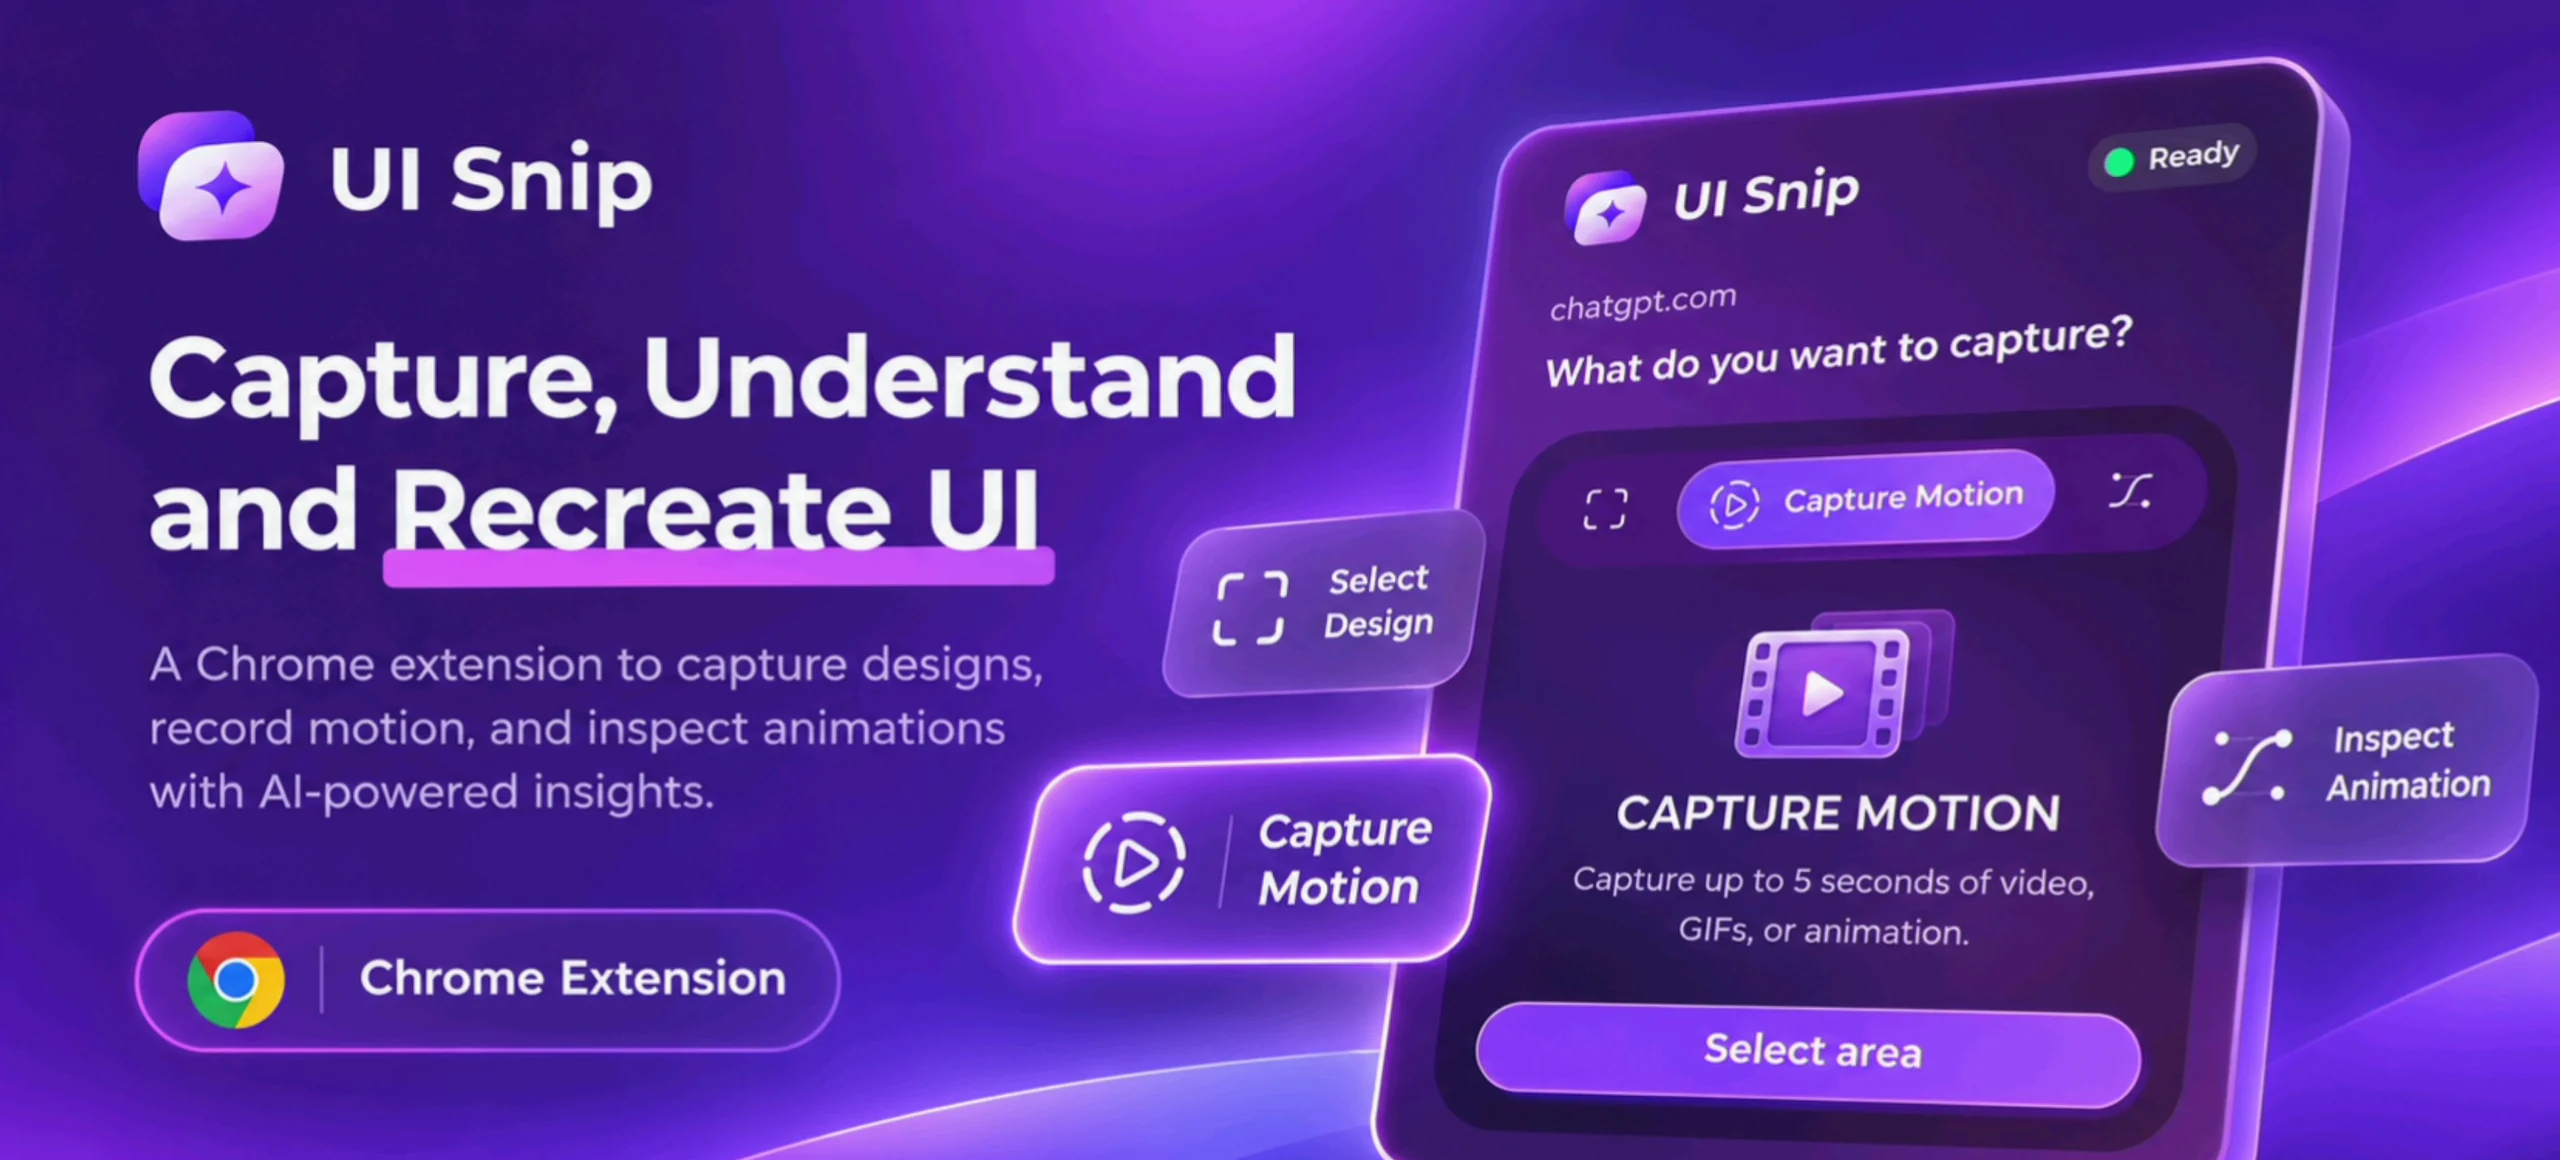 UI Snip
Capture, Understand
and Recreate UI
A Chrome extension to capture designs,
record motion, and inspect animations
with AI-powered insights.
Chrome Extension
Select
Design
Capture
Motion
UI Snip
Ready
chatgpt.com
What do you want to capture?
Capture Motion
CAPTURE MOTION
Capture up to 5 seconds of video,
GIFs, or animation.
Select area
Inspect
Animation